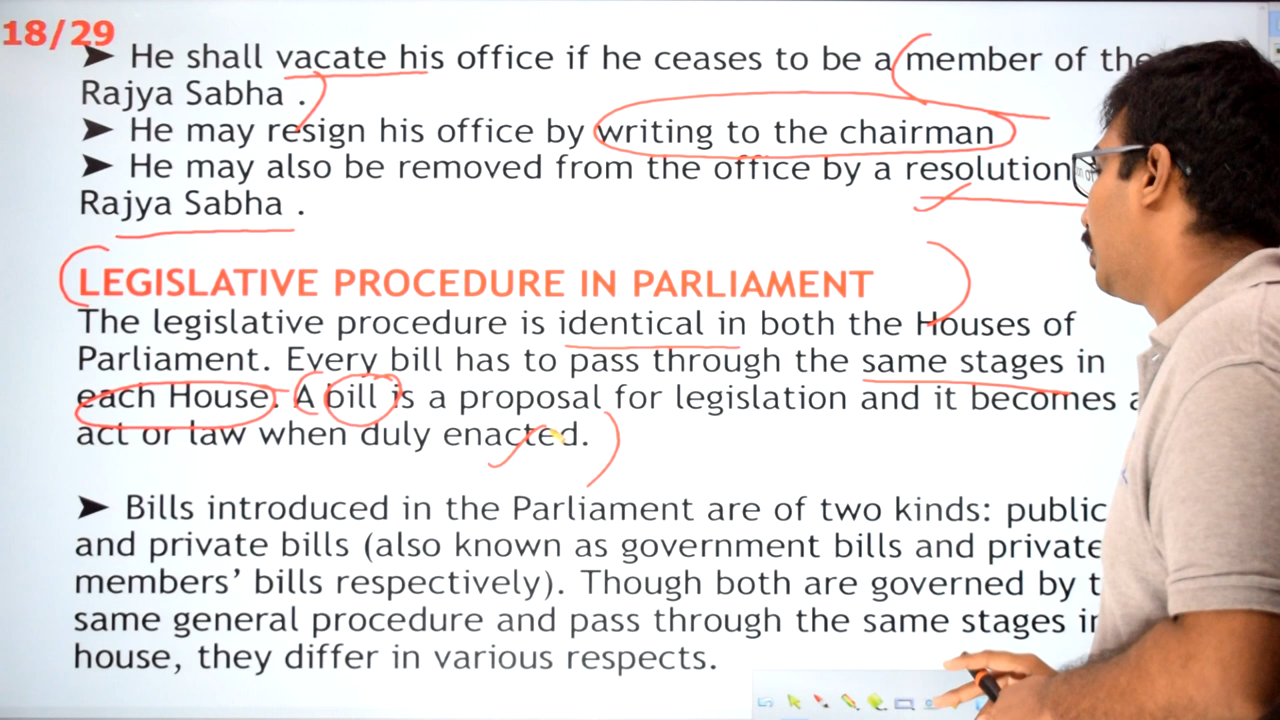 18/29
➤ He shall vacate his office if he ceases to be a member of the
Rajya Sabha .
➤ He may resign his office by writing to the chairman
➤ He may also be removed from the office by a resolution
Rajya Sabha .
LEGISLATIVE PROCEDURE IN PARLIAMENT
The legislative procedure is identical in both the Houses of
Parliament. Every bill has to pass through the same stages in
each House. A bill is a proposal for legislation and it becomes a
act or law when duly enacted.
➤ Bills introduced in the Parliament are of two kinds: public
and private bills (also known as government bills and private
members’ bills respectively). Though both are governed by t
same general procedure and pass through the same stages in
house, they differ in various respects.